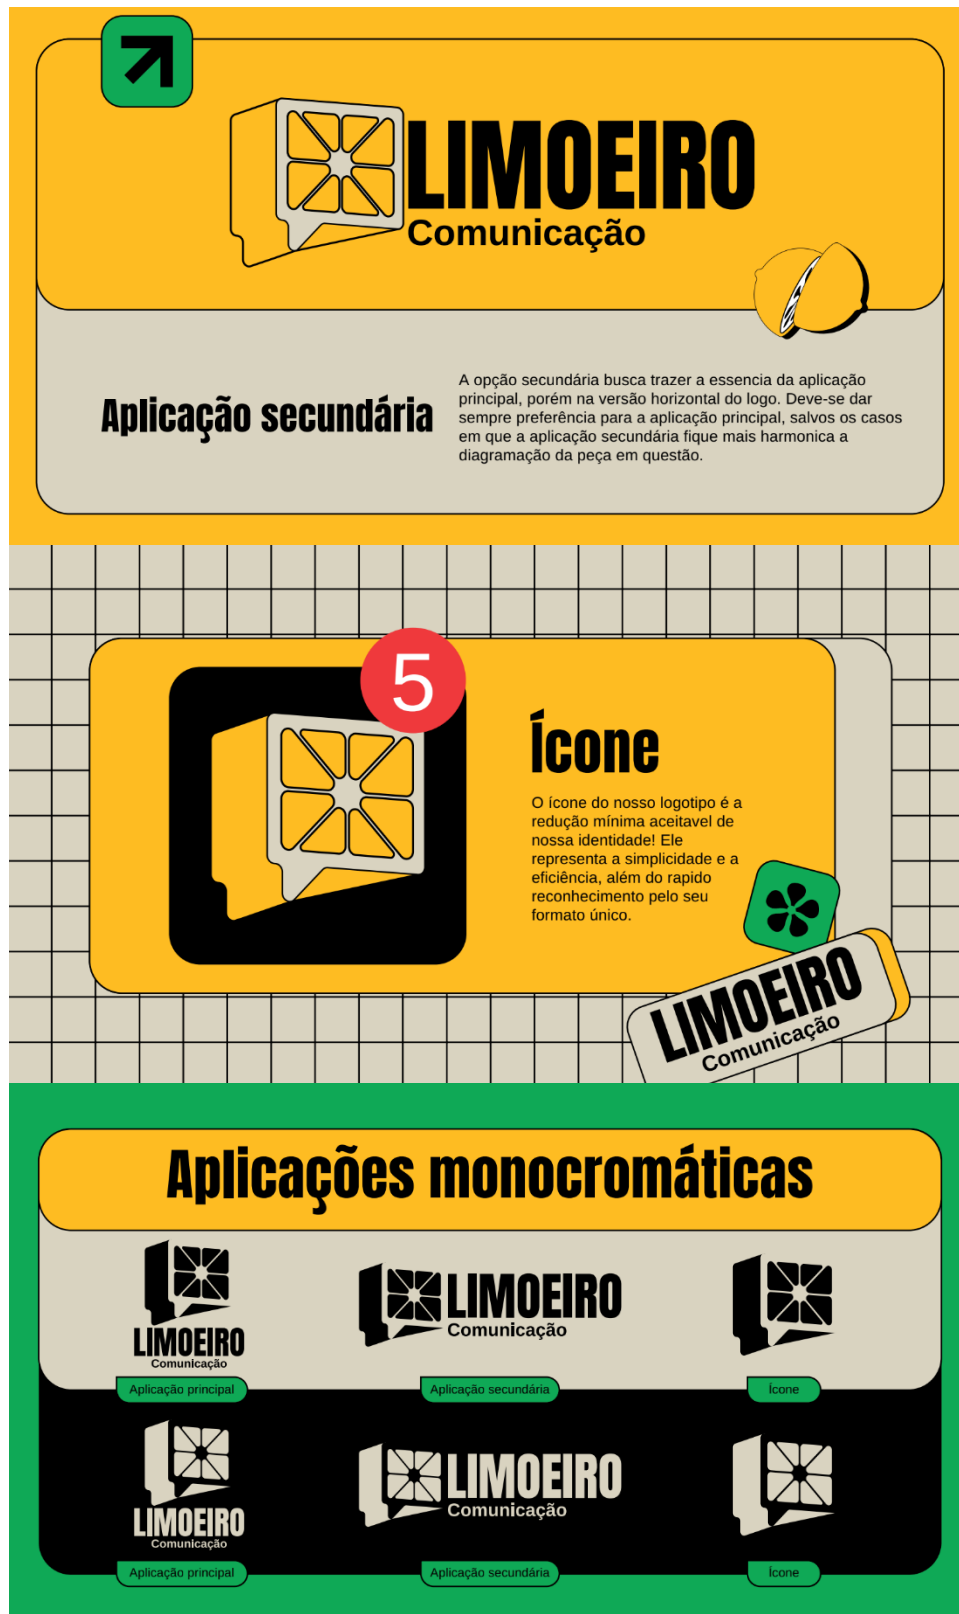 LIMOEIRO
Comunicação
Aplicação secundária
A opção secundária busca trazer a essencia da aplicação
principal, porém na versão horizontal do logo. Deve-se dar
sempre preferência para a aplicação principal, salvos os casos
em que a aplicação secundária fique mais harmonica a
diagramação da peça em questão.
5
Ícone
O ícone do nosso logotipo é a
redução mínima aceitavel de
nossa identidade! Ele
representa a simplicidade e a
eficiência, além do rapido
reconhecimento pelo seu
formato único.
LIMOEIRO
Comunicação
Aplicações monocromáticas
LIMOEIRO
Comunicação
LIMOEIRO
Comunicação
Aplicação principal
Aplicação secundária
Ícone
LIMOEIRO
Comunicação
LIMOEIRO
Comunicação
Aplicação principal
Aplicação secundária
Ícone